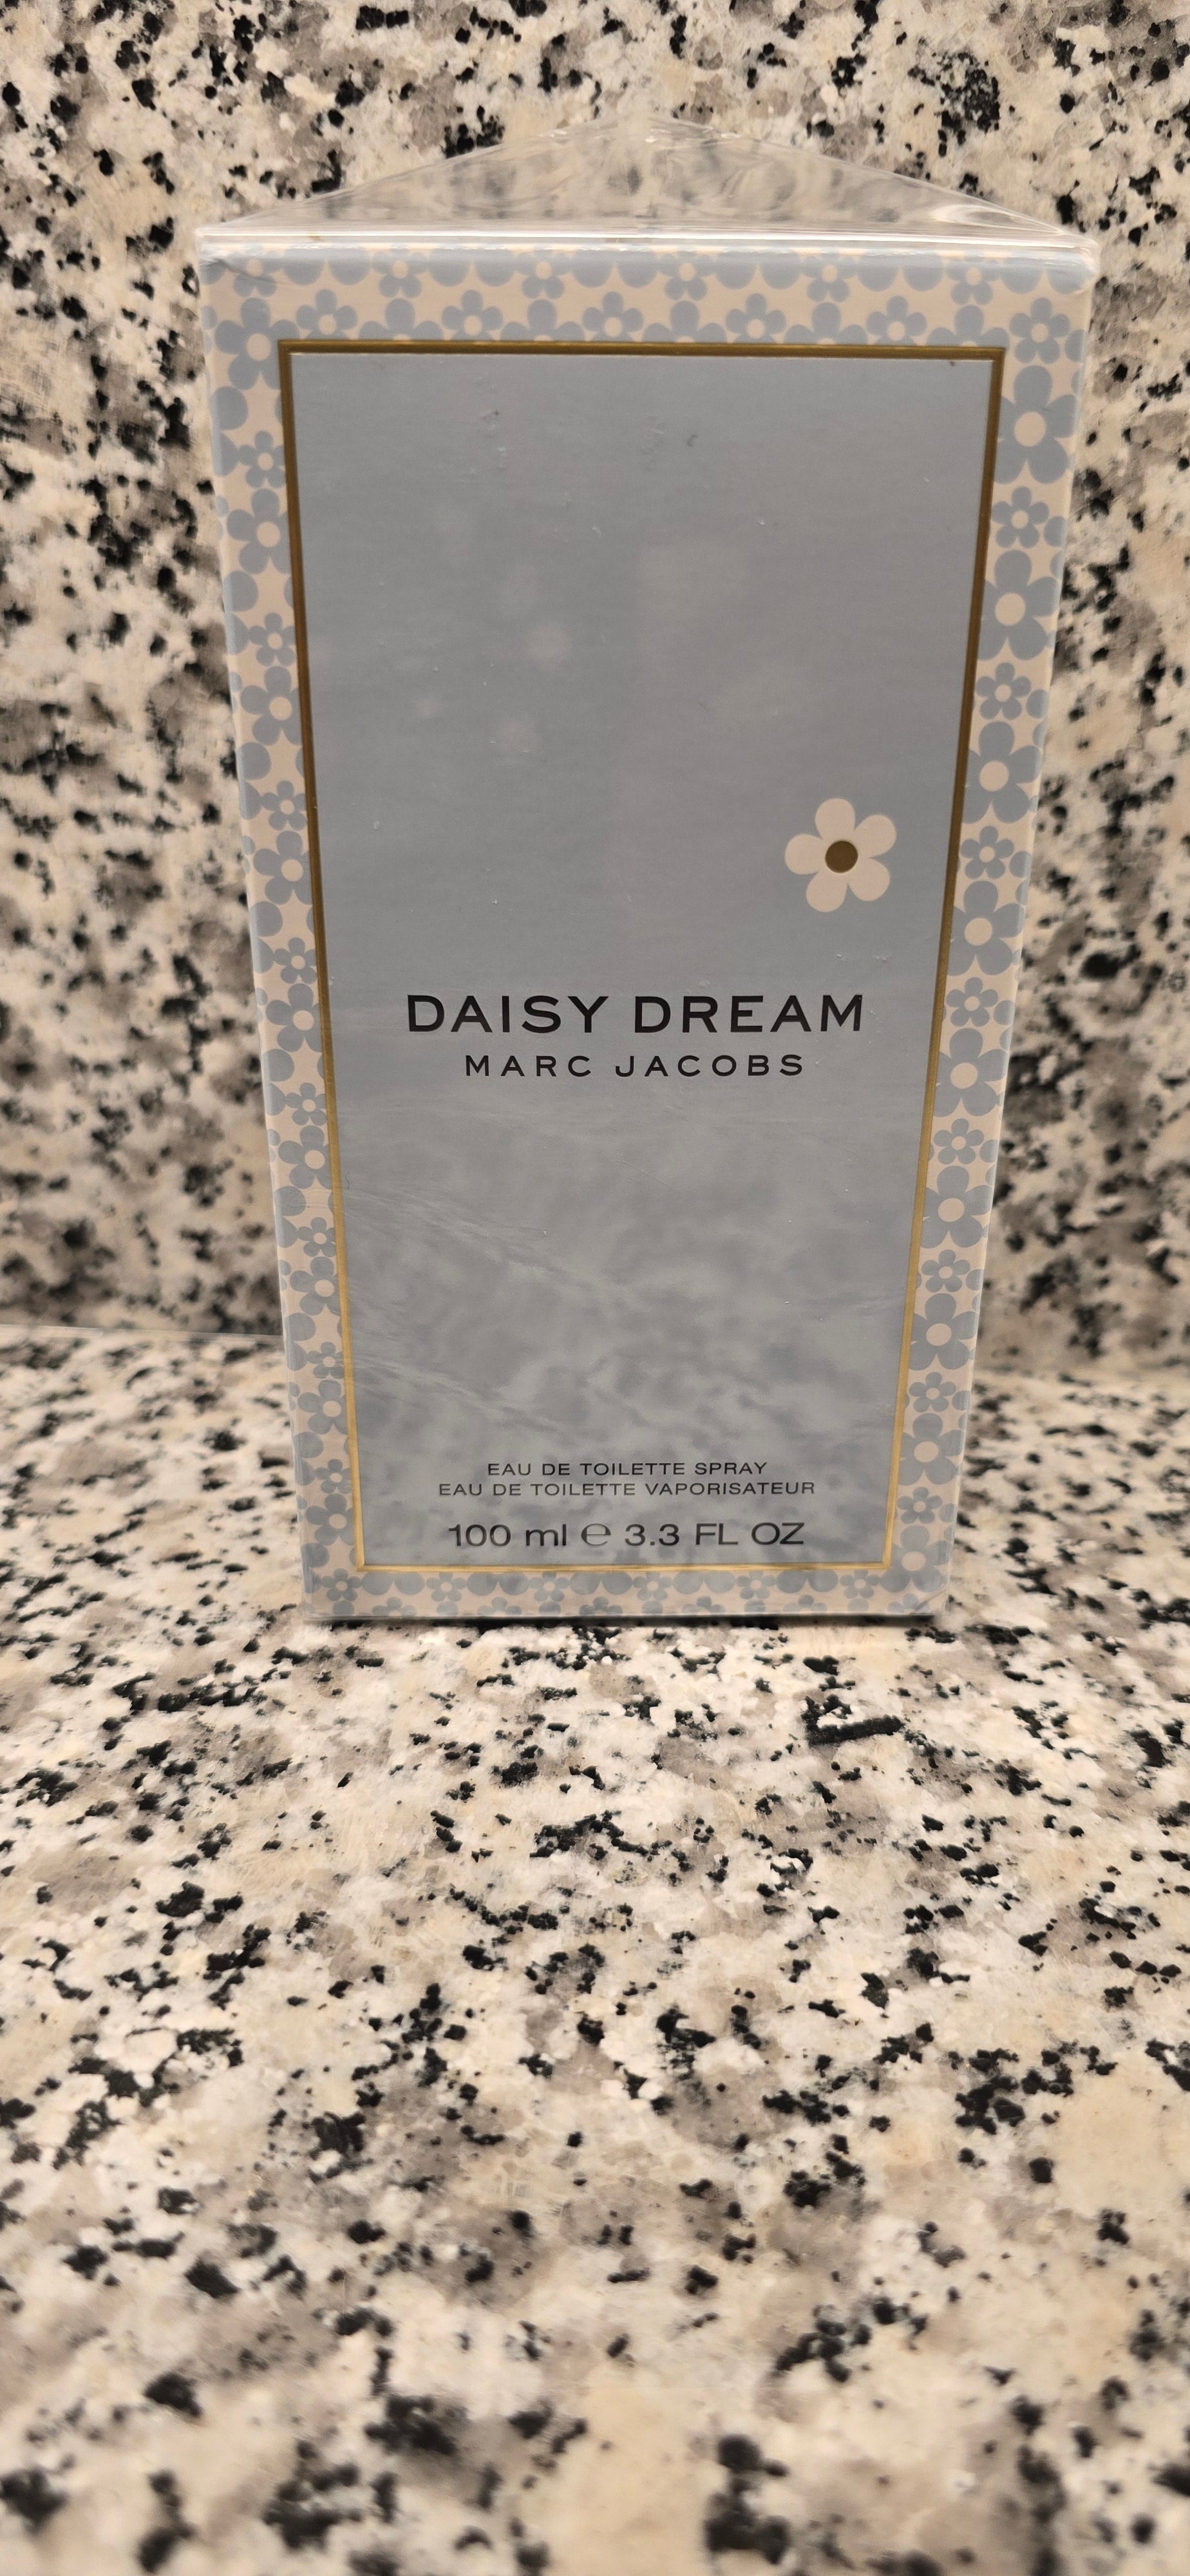 DAISY DREAM
MARC JACOBS
EAU DE TOILETTE SPRAY
EAU DE TOILETTE VAPORISATEUR
100 ml ℮ 3.3 FL OZ